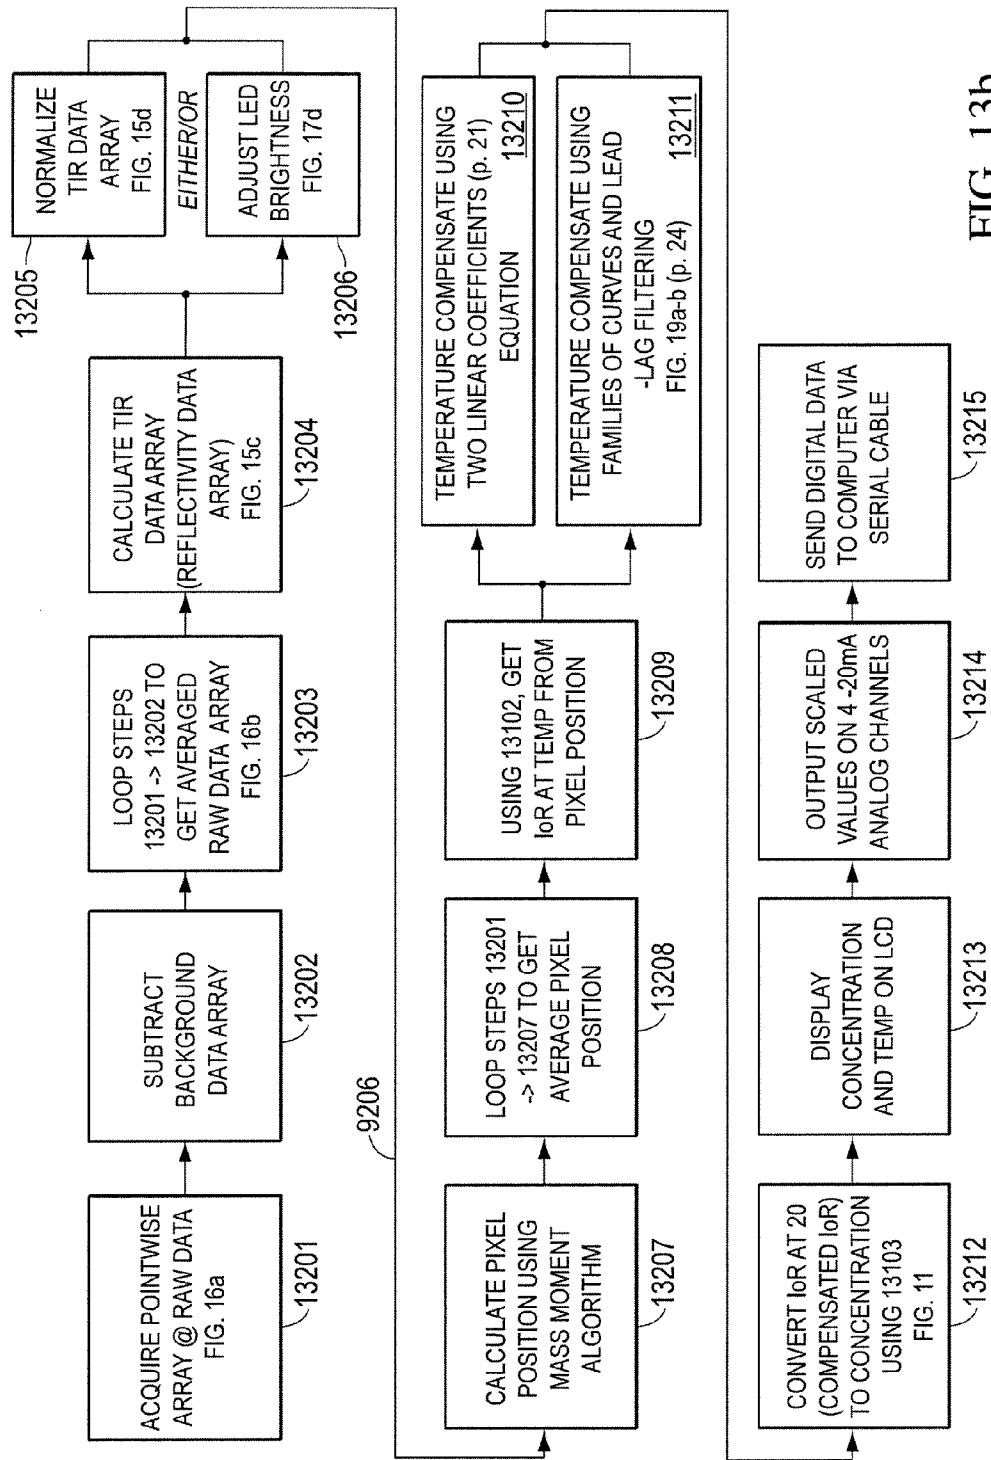 ACQUIRE POINTWISE
ARRAY @ RAW DATA
FIG. 16a
13201
SUBTRACT
BACKGROUND
DATA ARRAY
13202
LOOP STEPS
13201 -> 13202 TO
GET AVERAGED
RAW DATA ARRAY
FIG. 16b
13203
CALCULATE TIR
DATA ARRAY
(REFLECTIVITY DATA
ARRAY)
FIG. 15c
13204
NORMALIZE
TIR DATA
ARRAY
FIG. 15d
13205
EITHER/OR
ADJUST LED
BRIGHTNESS
FIG. 17d
13206
9206
CALCULATE PIXEL
POSITION USING
MASS MOMENT
ALGORITHM
13207
LOOP STEPS 13201
-> 13207 TO GET
AVERAGE PIXEL
POSITION
13208
USING 13102, GET
IoR AT TEMP FROM
PIXEL POSITION
13209
TEMPERATURE COMPENSATE USING
TWO LINEAR COEFFICIENTS (p. 21)
EQUATION
13210
TEMPERATURE COMPENSATE USING
FAMILIES OF CURVES AND LEAD
-LAG FILTERING
FIG. 19a-b (p. 24)
13211
CONVERT IoR AT 20
(COMPENSATED IoR)
TO CONCENTRATION
USING 13103
FIG. 11
13212
DISPLAY
CONCENTRATION
AND TEMP ON LCD
13213
OUTPUT SCALED
VALUES ON 4 -20mA
ANALOG CHANNELS
13214
SEND DIGITAL DATA
TO COMPUTER VIA
SERIAL CABLE
13215
FIG. 13b